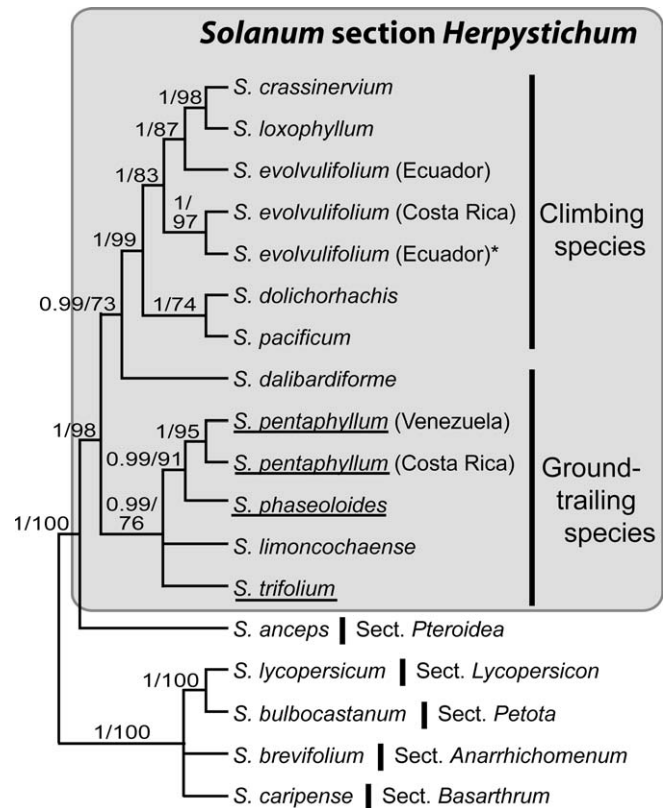 Solanum section Herpystichum
1/98 S. crassinervium
1/87 S. loxophyllum
1/83 S. evolvulifolium (Ecuador)
1/
97
S. evolvulifolium (Costa Rica)
1/99 S. evolvulifolium (Ecuador)*
0.99/73 1/74 S. dolichorhachis
S. pacificum
Climbing
species
S. dalibardiforme
1/98 1/95 S. pentaphyllum (Venezuela)
0.99/91 S. pentaphyllum (Costa Rica)
0.99/
76
S. phaseoloides
1/100 S. limoncochaense
S. trifolium
Ground-
trailing
species
S. anceps Sect. Pteroidea
1/100 S. lycopersicum Sect. Lycopersicon
S. bulbocastanum Sect. Petota
1/100 S. brevifolium Sect. Anarrhichomenum
S. caripense Sect. Basarthrum